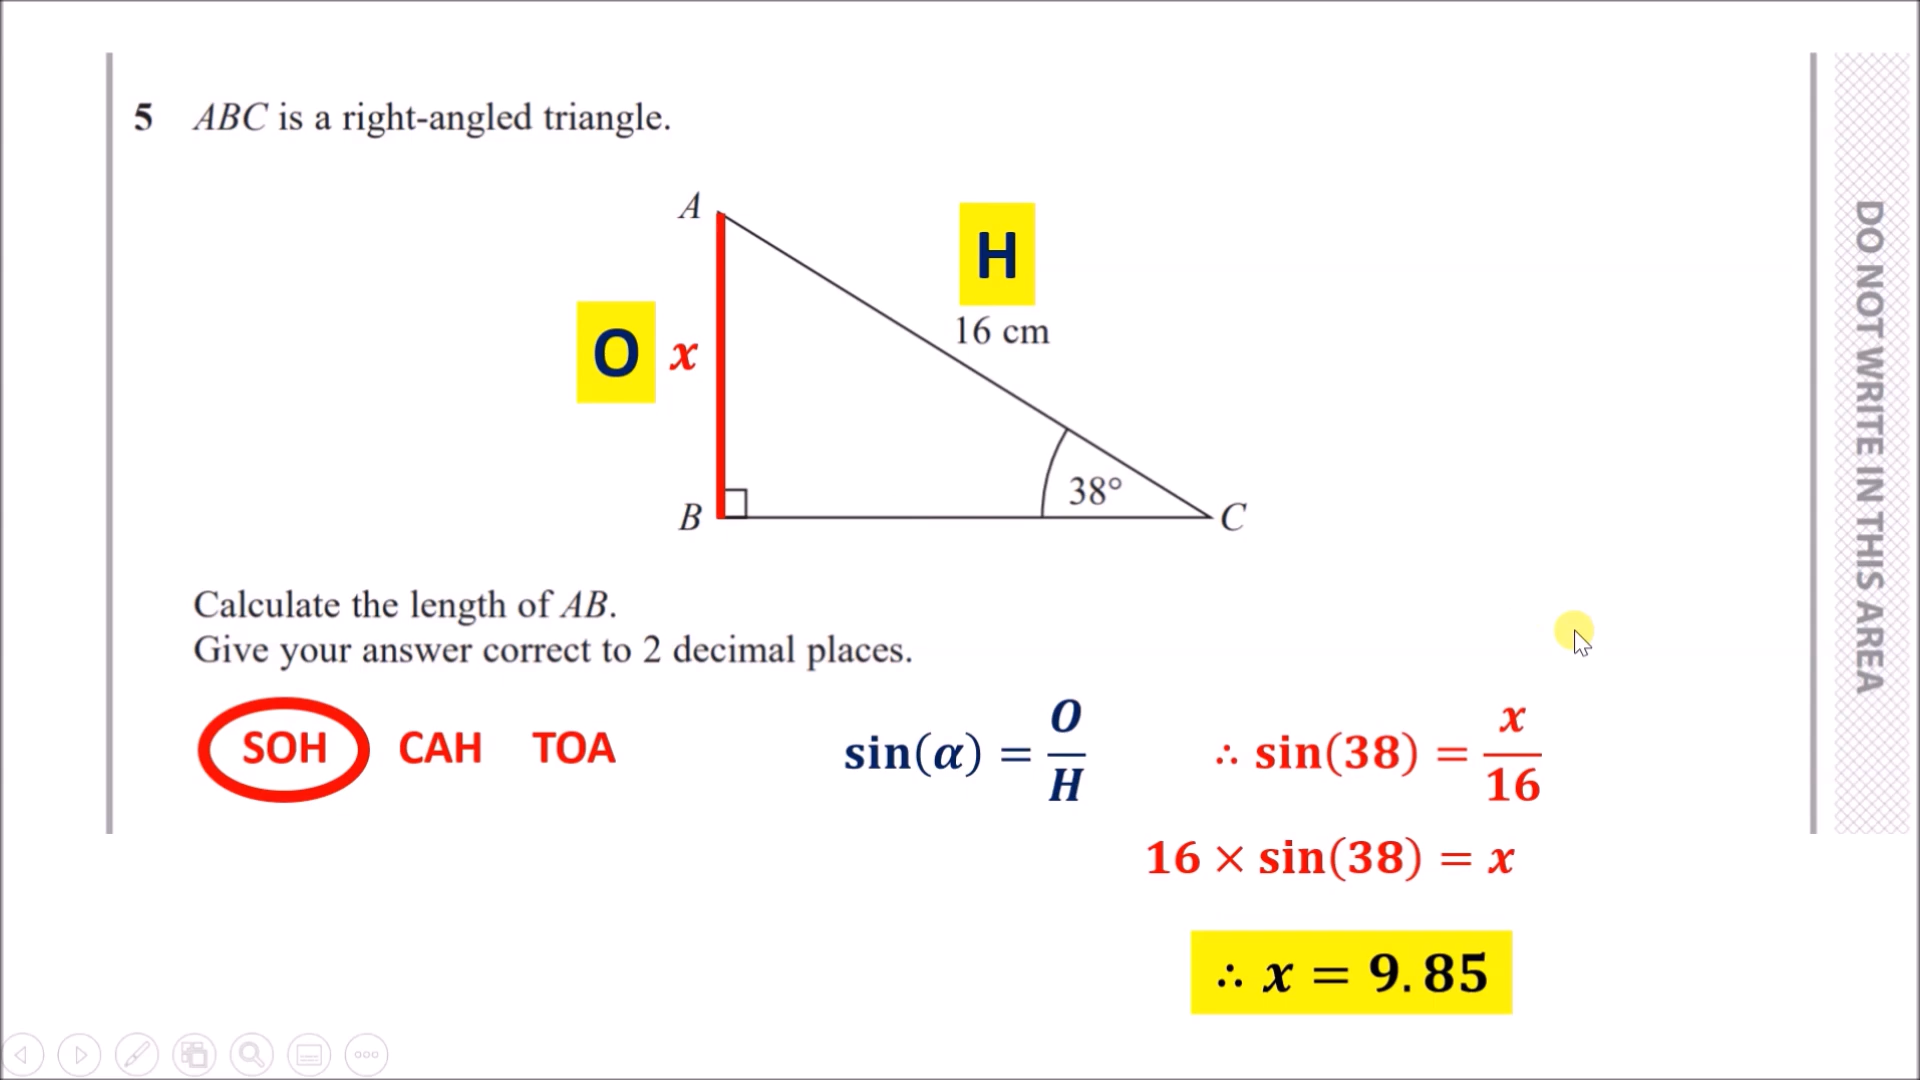 5 ABC is a right-angled triangle.
A
H
16 cm
O x
38°
B
C
Calculate the length of AB.
Give your answer correct to 2 decimal places.
SOH CAH TOA
sin(α) = O/H
∴ sin(38) = x/16
16 × sin(38) = x
∴ x = 9.85
DO NOT WRITE IN THIS AREA